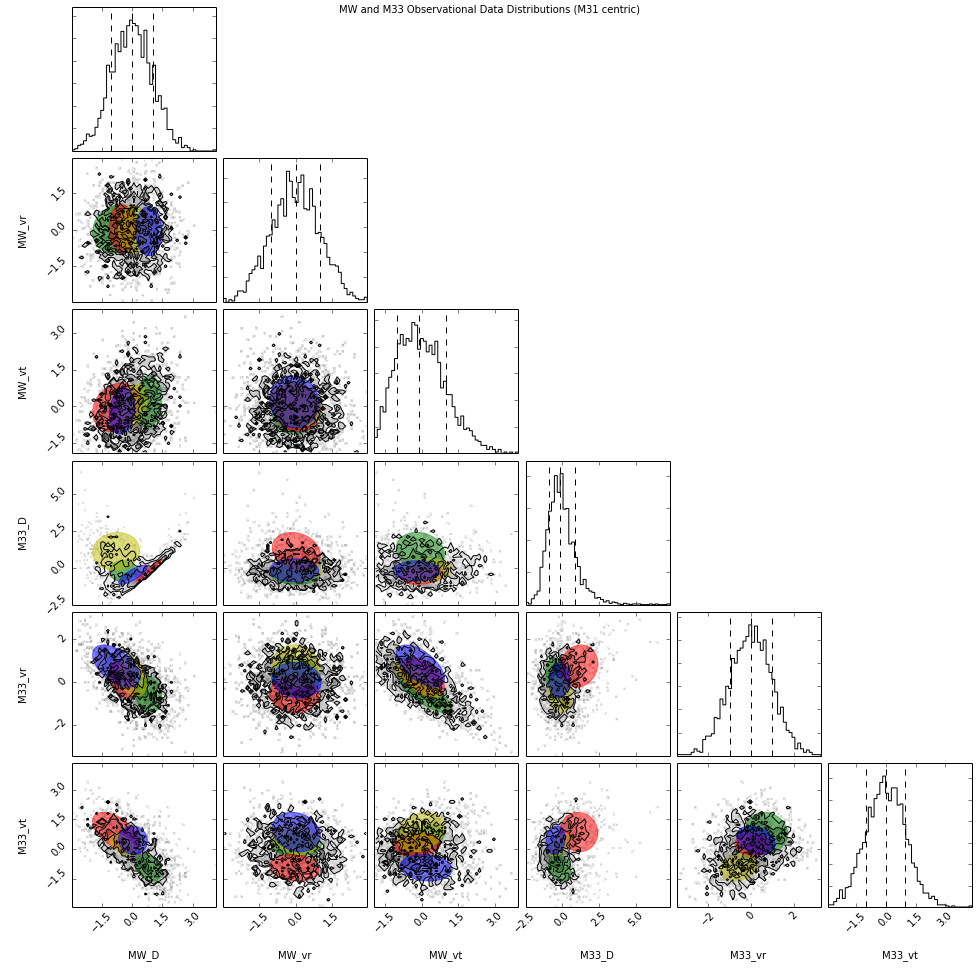 MW and M33 Observational Data Distributions (M31 centric)
MW_vr
1.5
0.0
−1.5
MW_vt
3.0
1.5
0.0
−1.5
M33_D
5.0
2.5
0.0
−2.5
M33_vr
2
0
−2
M33_vt
3.0
1.5
0.0
−1.5
−1.5 0.0 1.5 3.0 −1.5 0.0 1.5 −1.5 0.0 1.5 3.0 −2.5 0.0 2.5 5.0 −2 0 2 −1.5 0.0 1.5 3.0
MW_D MW_vr MW_vt M33_D M33_vr M33_vt